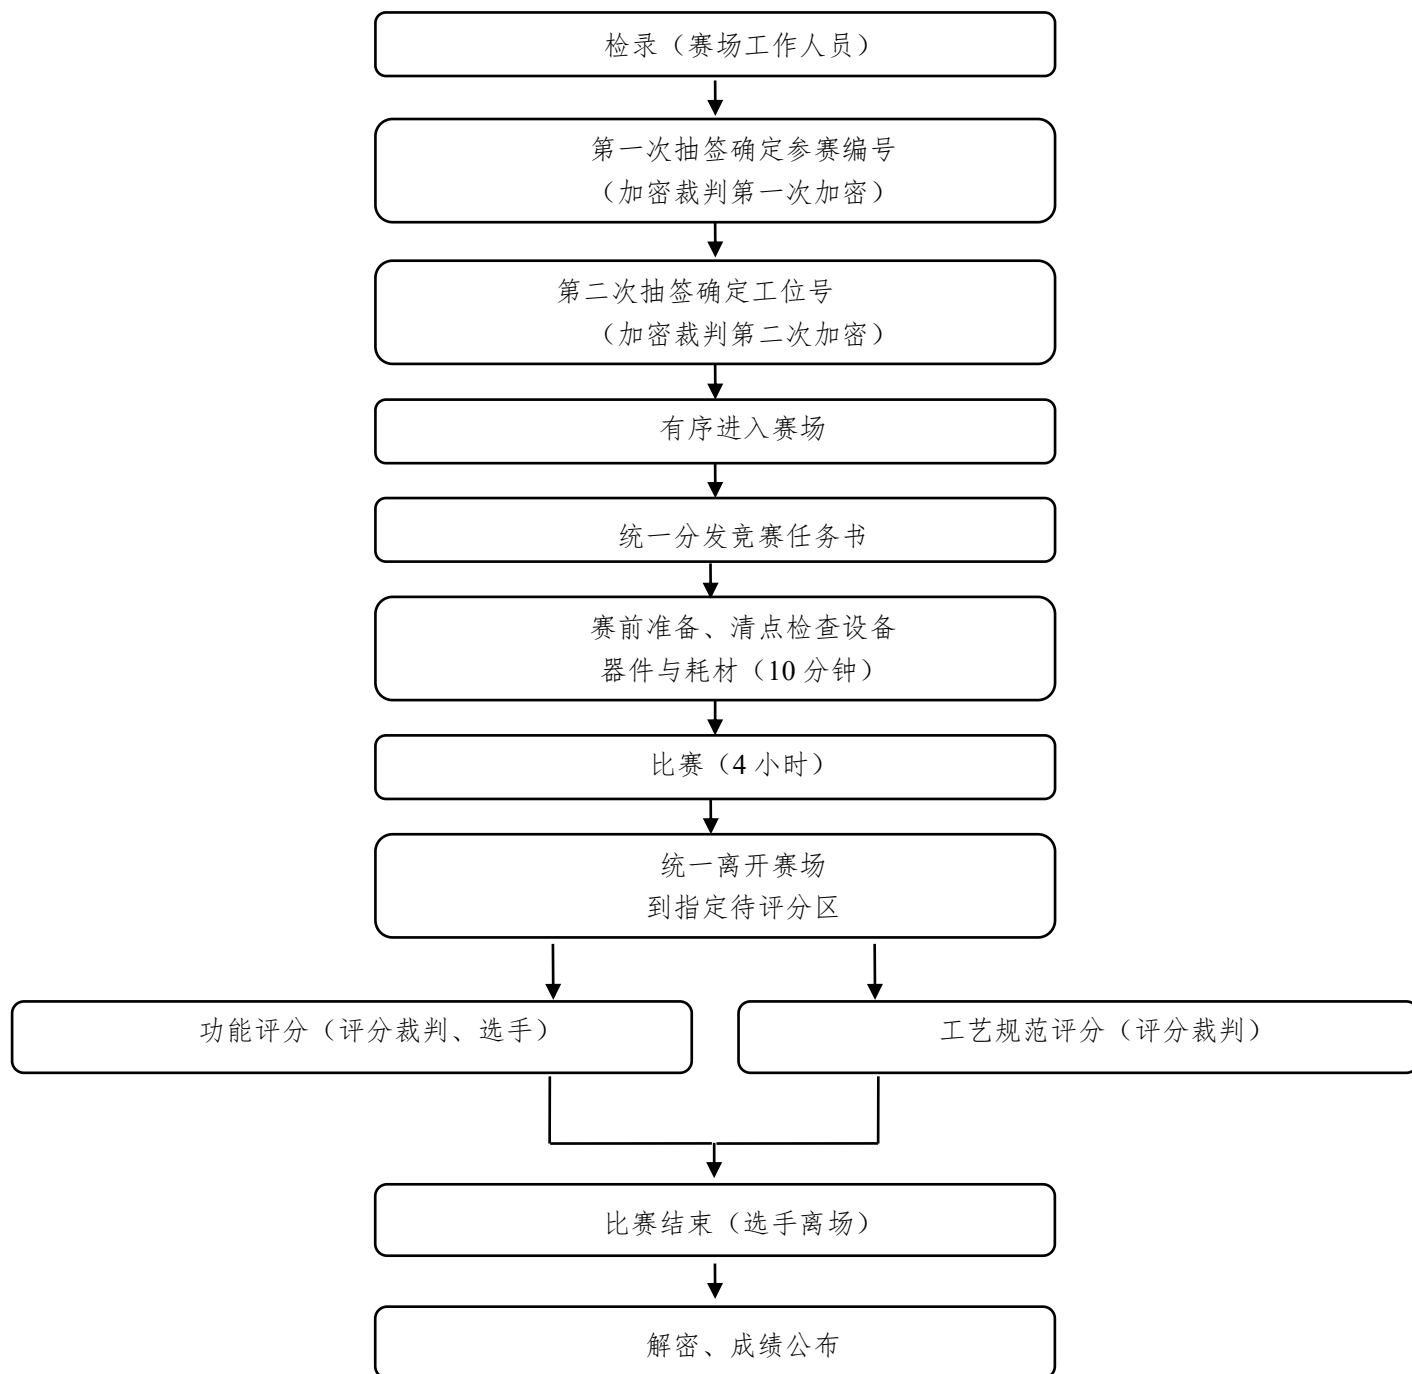 检录（赛场工作人员）
第一次抽签确定参赛编号
（加密裁判第一次加密）
第二次抽签确定工位号
（加密裁判第二次加密）
有序进入赛场
统一分发竞赛任务书
赛前准备、清点检查设备
器件与耗材（10 分钟）
比赛（4 小时）
统一离开赛场
到指定待评分区
功能评分（评分裁判、选手）
工艺规范评分（评分裁判）
比赛结束（选手离场）
解密、成绩公布